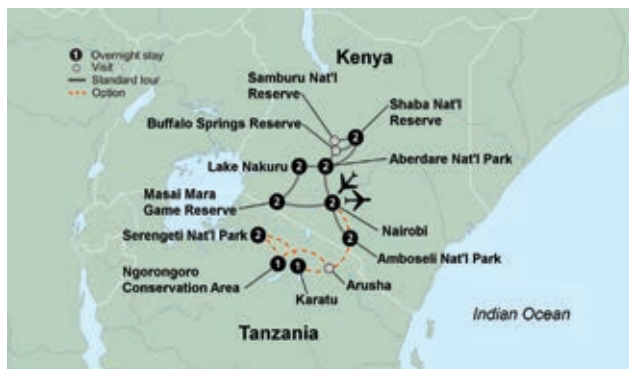 Kenya
1 Overnight stay
Visit
Standard tour
Option
Samburu Nat'l
Reserve
Shaba Nat'l
Reserve
Buffalo Springs Reserve
2
Lake Nakuru
2
2
Aberdare Nat'l Park
Masai Mara
Game Reserve
2
2
Nairobi
Serengeti Nat'l Park
2
2
Amboseli Nat'l Park
Ngorongoro
Conservation Area
1
1
Karatu
Arusha
Tanzania
Indian Ocean